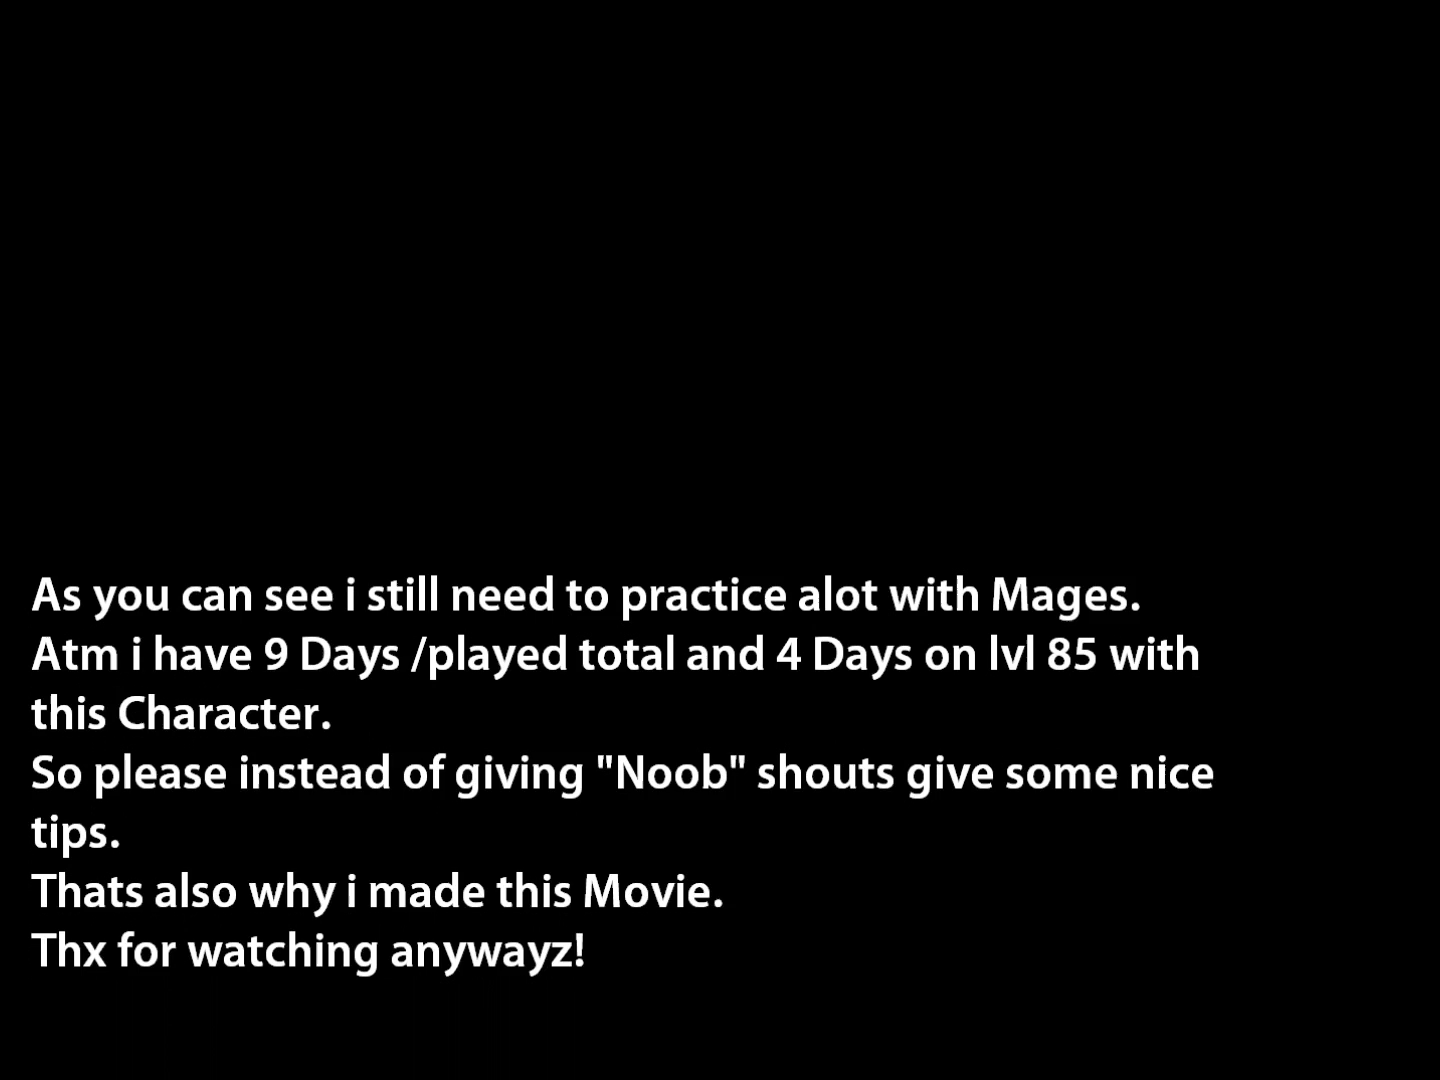 As you can see i still need to practice alot with Mages.
Atm i have 9 Days /played total and 4 Days on lvl 85 with
this Character.
So please instead of giving "Noob" shouts give some nice
tips.
Thats also why i made this Movie.
Thx for watching anywayz!